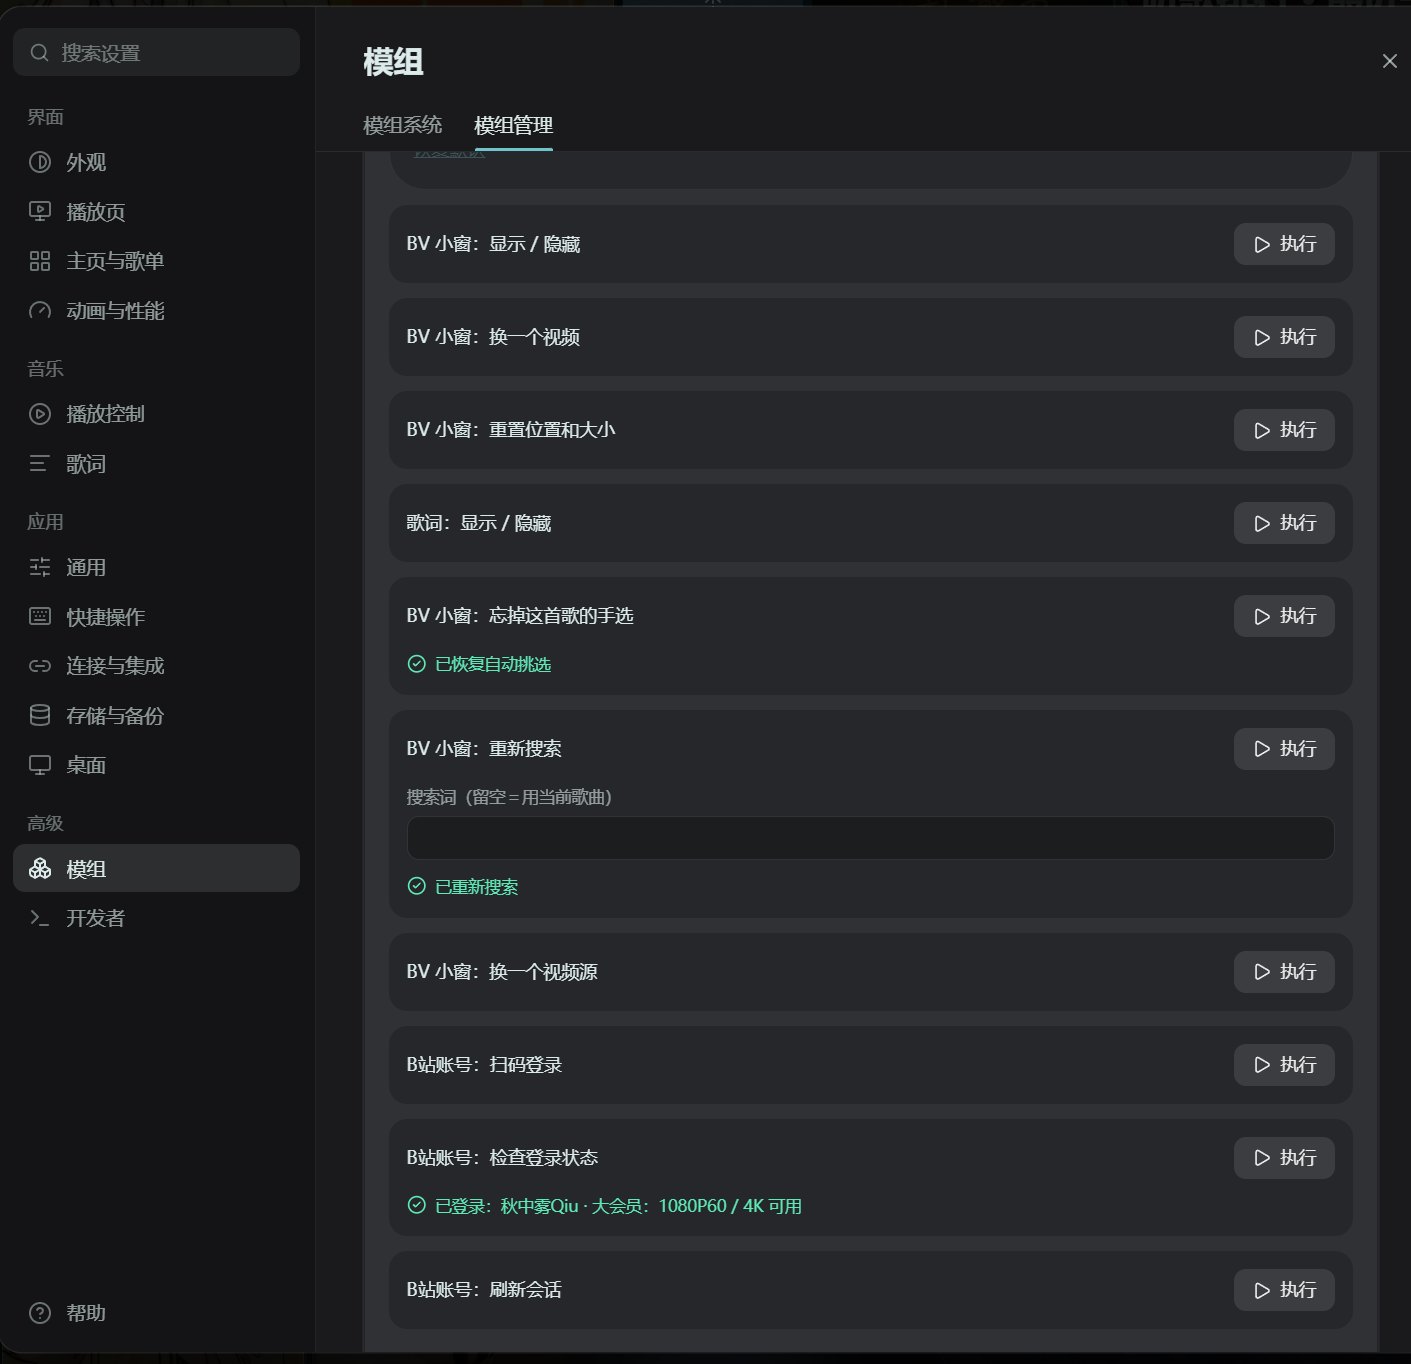 搜索设置
界面
外观
播放页
主页与歌单
动画与性能
音乐
播放控制
歌词
应用
通用
快捷操作
连接与集成
存储与备份
桌面
高级
模组
开发者
帮助
模组
模组系统
模组管理
BV 小窗：显示 / 隐藏
执行
BV 小窗：换一个视频
执行
BV 小窗：重置位置和大小
执行
歌词：显示 / 隐藏
执行
BV 小窗：忘掉这首歌的手选
执行
已恢复自动挑选
BV 小窗：重新搜索
执行
搜索词（留空＝用当前歌曲）
已重新搜索
BV 小窗：换一个视频源
执行
B站账号：扫码登录
执行
B站账号：检查登录状态
执行
已登录：秋中雾Qiu · 大会员：1080P60 / 4K 可用
B站账号：刷新会话
执行